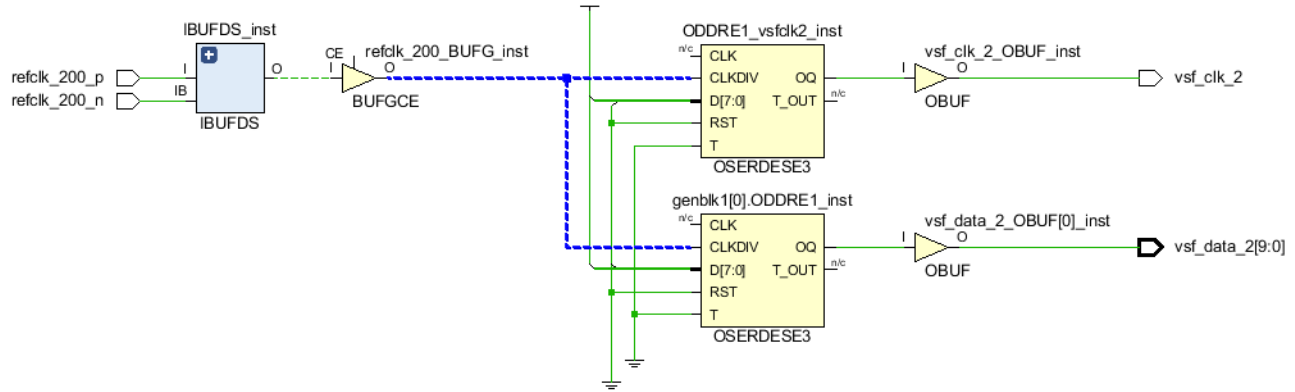 IBUFDS_inst
refclk_200_p
refclk_200_n
I
IB
O
IBUFDS
CE
I
refclk_200_BUFG_inst
O
BUFGCE
ODDRE1_vsfclk2_inst
n/c
CLK
CLKDIV
D[7:0]
RST
T
OQ
T_OUT
n/c
OSERDESE3
vsf_clk_2_OBUF_inst
I
O
OBUF
vsf_clk_2
genblk1[0].ODDRE1_inst
n/c
CLK
CLKDIV
D[7:0]
RST
T
OQ
T_OUT
n/c
OSERDESE3
vsf_data_2_OBUF[0]_inst
I
O
OBUF
vsf_data_2[9:0]